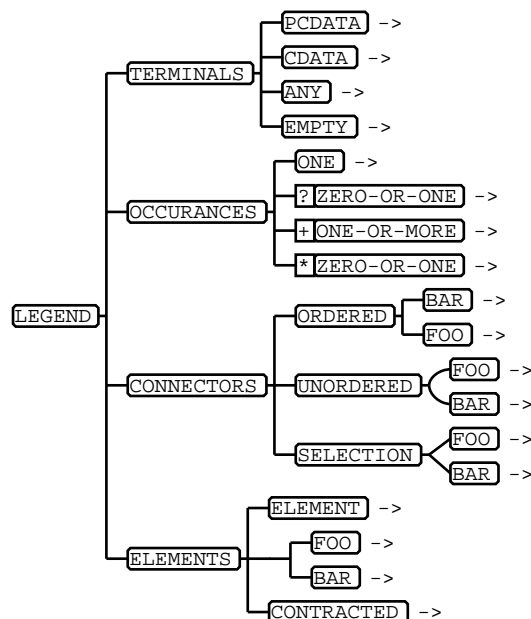 PCDATA ->
CDATA ->
TERMINALS
ANY ->
EMPTY ->
ONE ->
? ZERO-OR-ONE ->
OCCURANCES
+ ONE-OR-MORE ->
* ZERO-OR-ONE ->
BAR ->
LEGEND
ORDERED
FOO ->
FOO ->
CONNECTORS
UNORDERED
BAR ->
FOO ->
SELECTION
BAR ->
ELEMENT ->
FOO ->
ELEMENTS
BAR ->
CONTRACTED ->